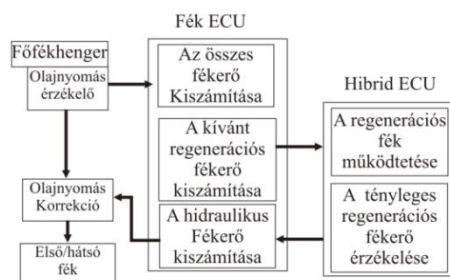 Fék ECU
Főfékhenger
Olajnyomás
érzékelő
Az összes
fékerő
Kiszámítása
Hibrid ECU
A kívánt
regenerációs
fékerő
kiszámítása
A regenerációs
fék
működtetése
Olajnyomás
Korrekció
A hidraulikus
Fékerő
kiszámítása
A tényleges
regenerációs
fékerő
érzékelése
Első/hátsó
fék